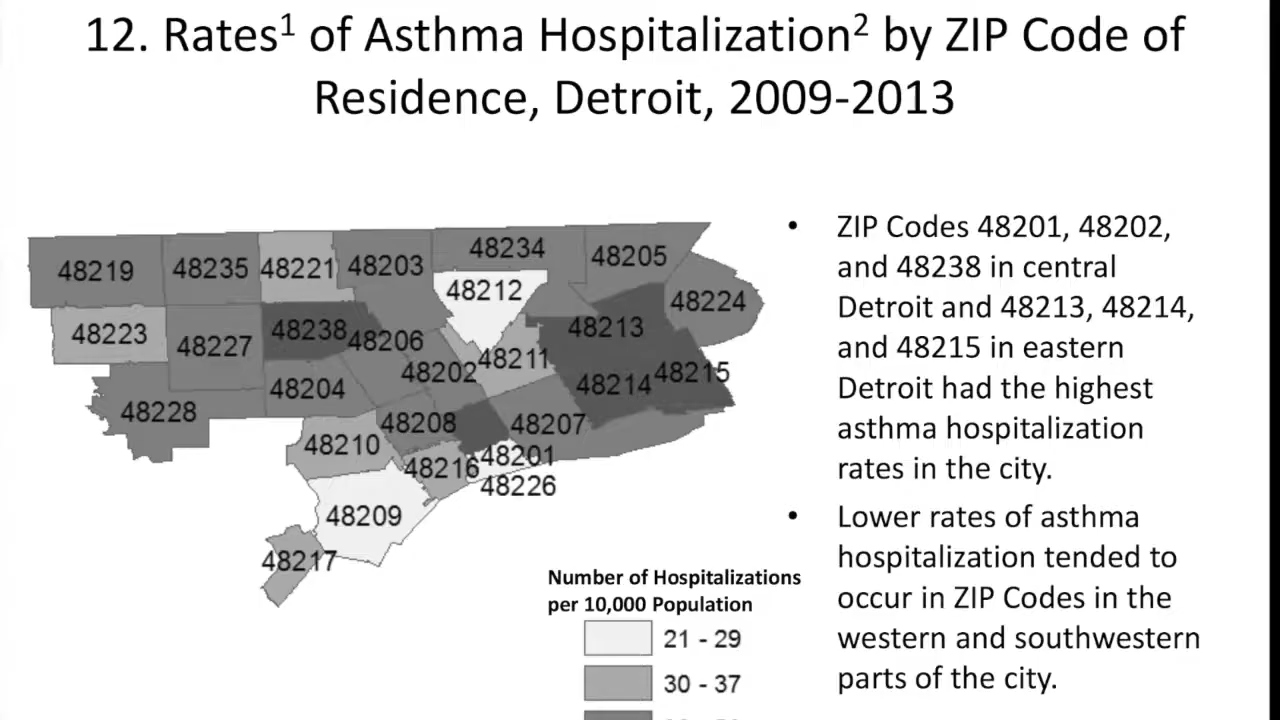 12. Rates1 of Asthma Hospitalization2 by ZIP Code of
Residence, Detroit, 2009-2013
48219
48235
48221
48203
48234
48205
48212
48224
48223
48227
48238
48206
48213
48202
48211
48214
48215
48204
48228
48208
48207
48210
48216
48201
48226
48209
48217
• ZIP Codes 48201, 48202,
and 48238 in central
Detroit and 48213, 48214,
and 48215 in eastern
Detroit had the highest
asthma hospitalization
rates in the city.
• Lower rates of asthma
hospitalization tended to
occur in ZIP Codes in the
western and southwestern
parts of the city.
Number of Hospitalizations
per 10,000 Population
21 - 29
30 - 37